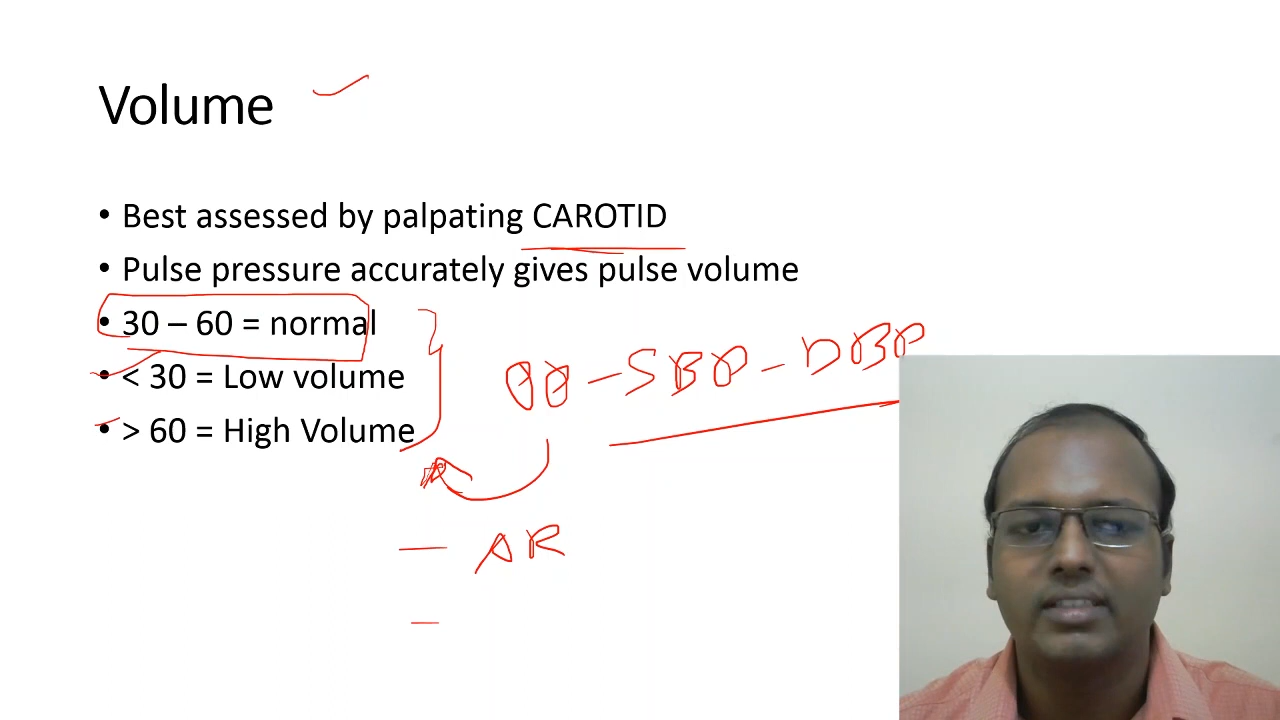 Volume
• Best assessed by palpating CAROTID
• Pulse pressure accurately gives pulse volume
• 30 – 60 = normal
• < 30 = Low volume
• > 60 = High Volume
PP – SBP – DBP
– AR
–